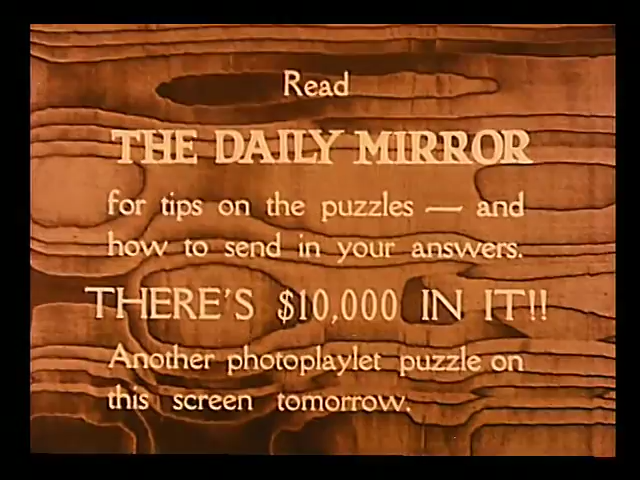 Read
THE DAILY MIRROR
for tips on the puzzles — and
how to send in your answers.
THERE'S $10,000 IN IT!!
Another photoplaylet puzzle on
this screen tomorrow.